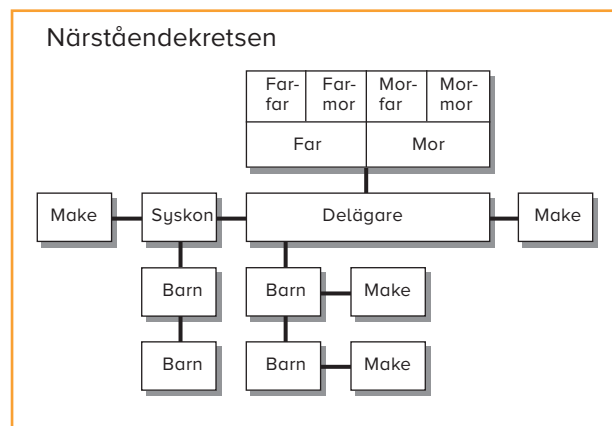 Närståendekretsen
Far- Far- Mor- Mor-
far mor far mor
Far Mor
Make Syskon Delägare Make
Barn Barn Make
Barn Barn Make